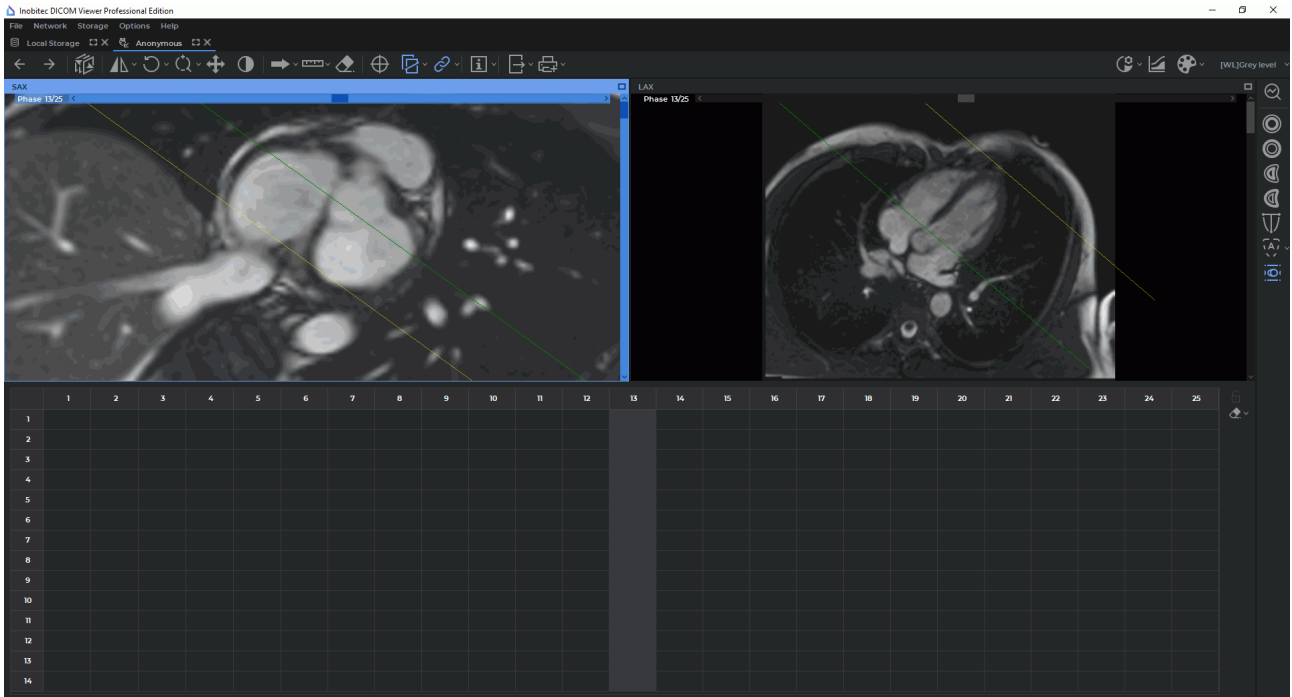 Inobitec DICOM Viewer Professional Edition
File Network Storage Options Help
Local Storage Anonymous
[WL]Grey level
SAX LAX
Phase 13/25 Phase 13/25
1 2 3 4 5 6 7 8 9 10 11 12 13 14 15 16 17 18 19 20 21 22 23 24 25
1
2
3
4
5
6
7
8
9
10
11
12
13
14